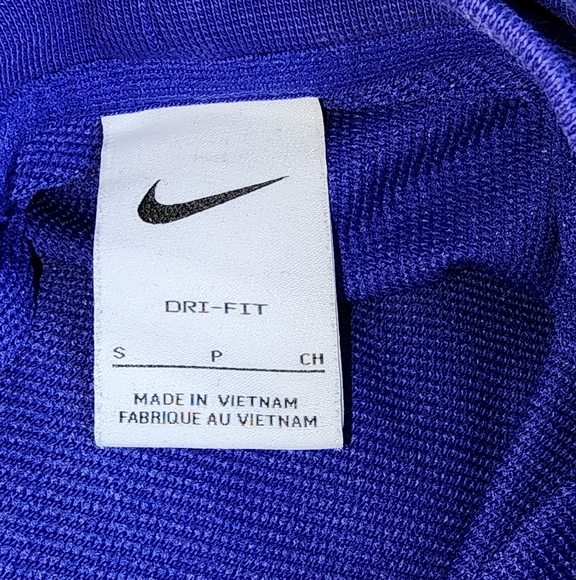 DRI-FIT
S P CH
MADE IN VIETNAM
FABRIQUE AU VIETNAM